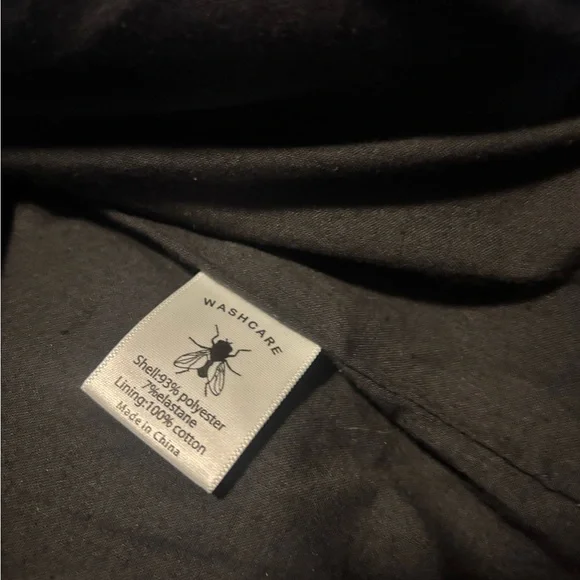 WASHCARE
Shell:93% polyester
7%elastane
Lining:100% cotton
Made in China